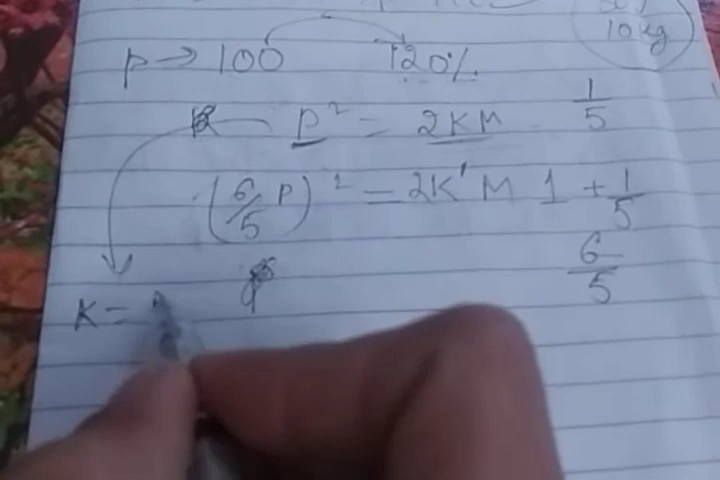 10kg
p → 100 120%
p² = 2KM 1/5
(6/5 p)² = 2K'M 1 + 1/5
6/5
K =